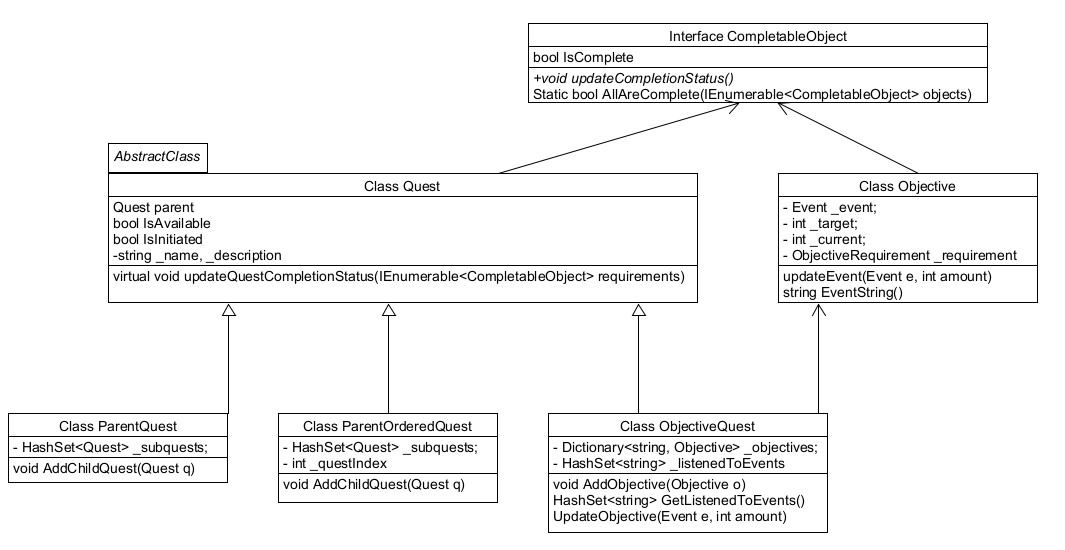 Interface CompletableObject
bool IsComplete
+void updateCompletionStatus()
Static bool AllAreComplete(IEnumerable<CompletableObject> objects)
AbstractClass
Class Quest
Quest parent
bool IsAvailable
bool IsInitiated
-string _name, _description
virtual void updateQuestCompletionStatus(IEnumerable<CompletableObject> requirements)
Class Objective
- Event _event;
- int _target;
- int _current;
- ObjectiveRequirement _requirement
updateEvent(Event e, int amount)
string EventString()
Class ParentQuest
- HashSet<Quest> _subquests;
void AddChildQuest(Quest q)
Class ParentOrderedQuest
- HashSet<Quest> _subquests;
- int _questIndex
void AddChildQuest(Quest q)
Class ObjectiveQuest
- Dictionary<string, Objective> _objectives;
- HashSet<string> _listenedToEvents
void AddObjective(Objective o)
HashSet<string> GetListenedToEvents()
UpdateObjective(Event e, int amount)